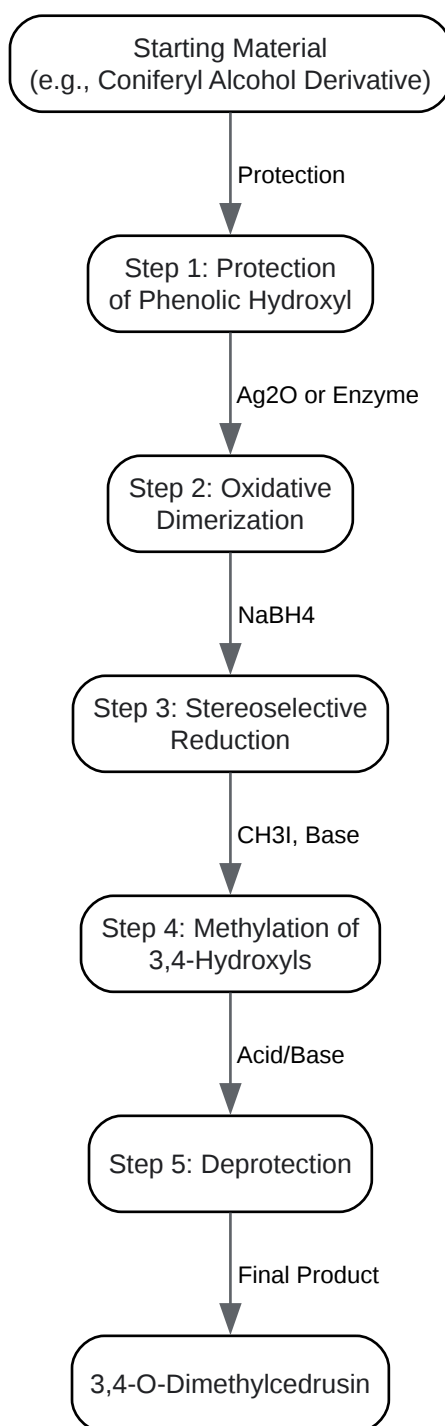 Starting Material
(e.g., Coniferyl Alcohol Derivative)
Protection
Step 1: Protection
of Phenolic Hydroxyl
Ag2O or Enzyme
Step 2: Oxidative
Dimerization
NaBH4
Step 3: Stereoselective
Reduction
CH3I, Base
Step 4: Methylation of
3,4-Hydroxyls
Acid/Base
Step 5: Deprotection
Final Product
3,4-O-Dimethylcedrusin